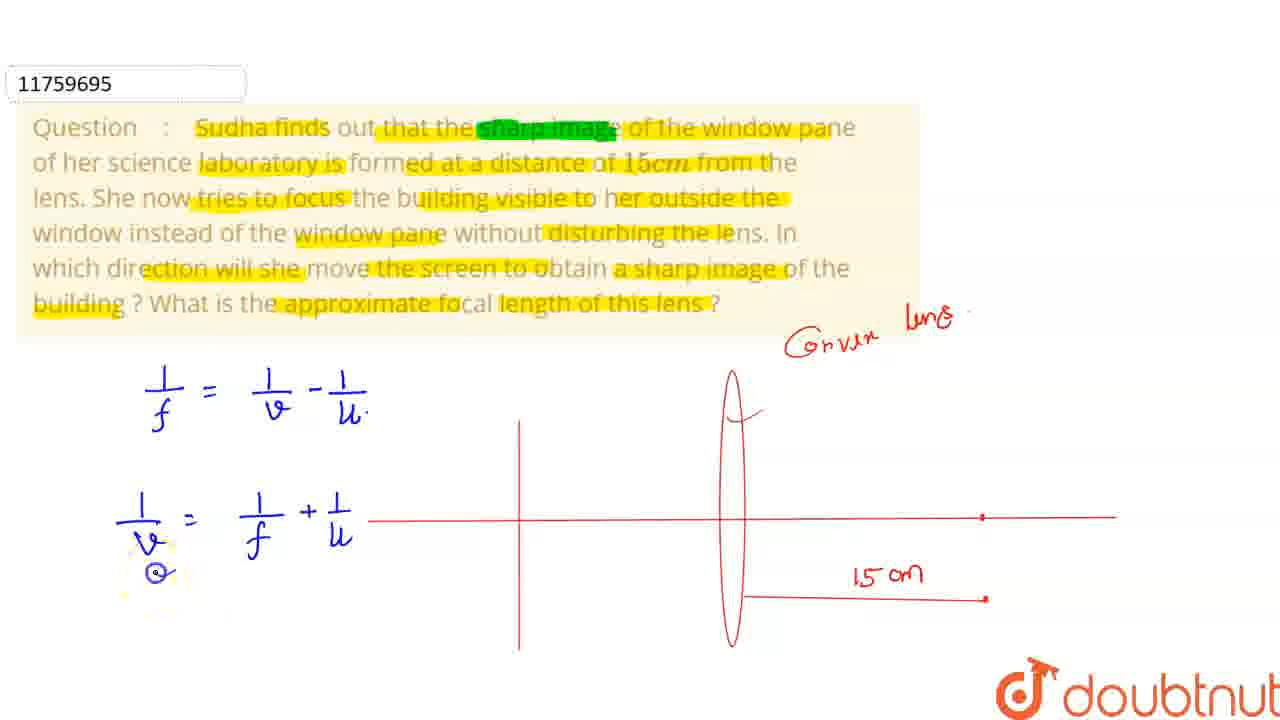 11759695
Question : Sudha finds out that the sharp image of the window pane
of her science laboratory is formed at a distance of 15cm from the
lens. She now tries to focus the building visible to her outside the
window instead of the window pane without disturbing the lens. In
which direction will she move the screen to obtain a sharp image of the
building ? What is the approximate focal length of this lens ?
Convex lens.
1/f = 1/v - 1/u.
1/v = 1/f + 1/u
15 cm
doubtnut